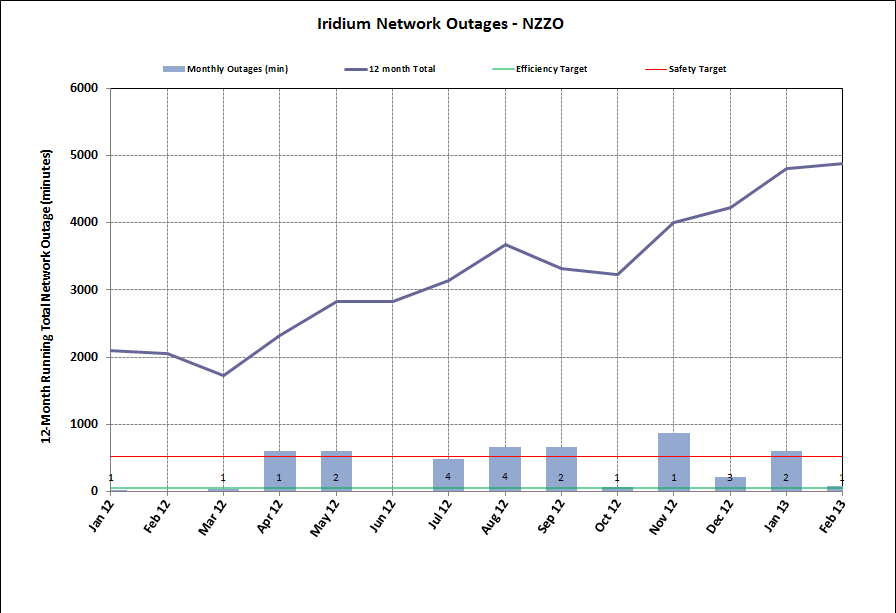 Iridium Network Outages - NZZO
Monthly Outages (min) 12 month Total Efficiency Target Safety Target
12-Month Running Total Network Outage (minutes)
6000
5000
4000
3000
2000
1000
0
1 1 1 2 4 4 2 1 1 3 2 1
Jan 12 Feb 12 Mar 12 Apr 12 May 12 Jun 12 Jul 12 Aug 12 Sep 12 Oct 12 Nov 12 Dec 12 Jan 13 Feb 13